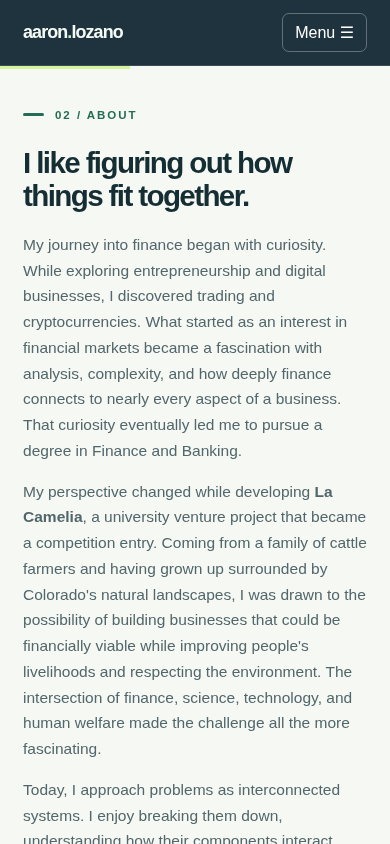 aaron.lozano
Menu ☰
02 / ABOUT
I like figuring out how
things fit together.
My journey into finance began with curiosity.
While exploring entrepreneurship and digital
businesses, I discovered trading and
cryptocurrencies. What started as an interest in
financial markets became a fascination with
analysis, complexity, and how deeply finance
connects to nearly every aspect of a business.
That curiosity eventually led me to pursue a
degree in Finance and Banking.
My perspective changed while developing La
Camelia, a university venture project that became
a competition entry. Coming from a family of cattle
farmers and having grown up surrounded by
Colorado's natural landscapes, I was drawn to the
possibility of building businesses that could be
financially viable while improving people's
livelihoods and respecting the environment. The
intersection of finance, science, technology, and
human welfare made the challenge all the more
fascinating.
Today, I approach problems as interconnected
systems. I enjoy breaking them down,
understanding how their components interact,